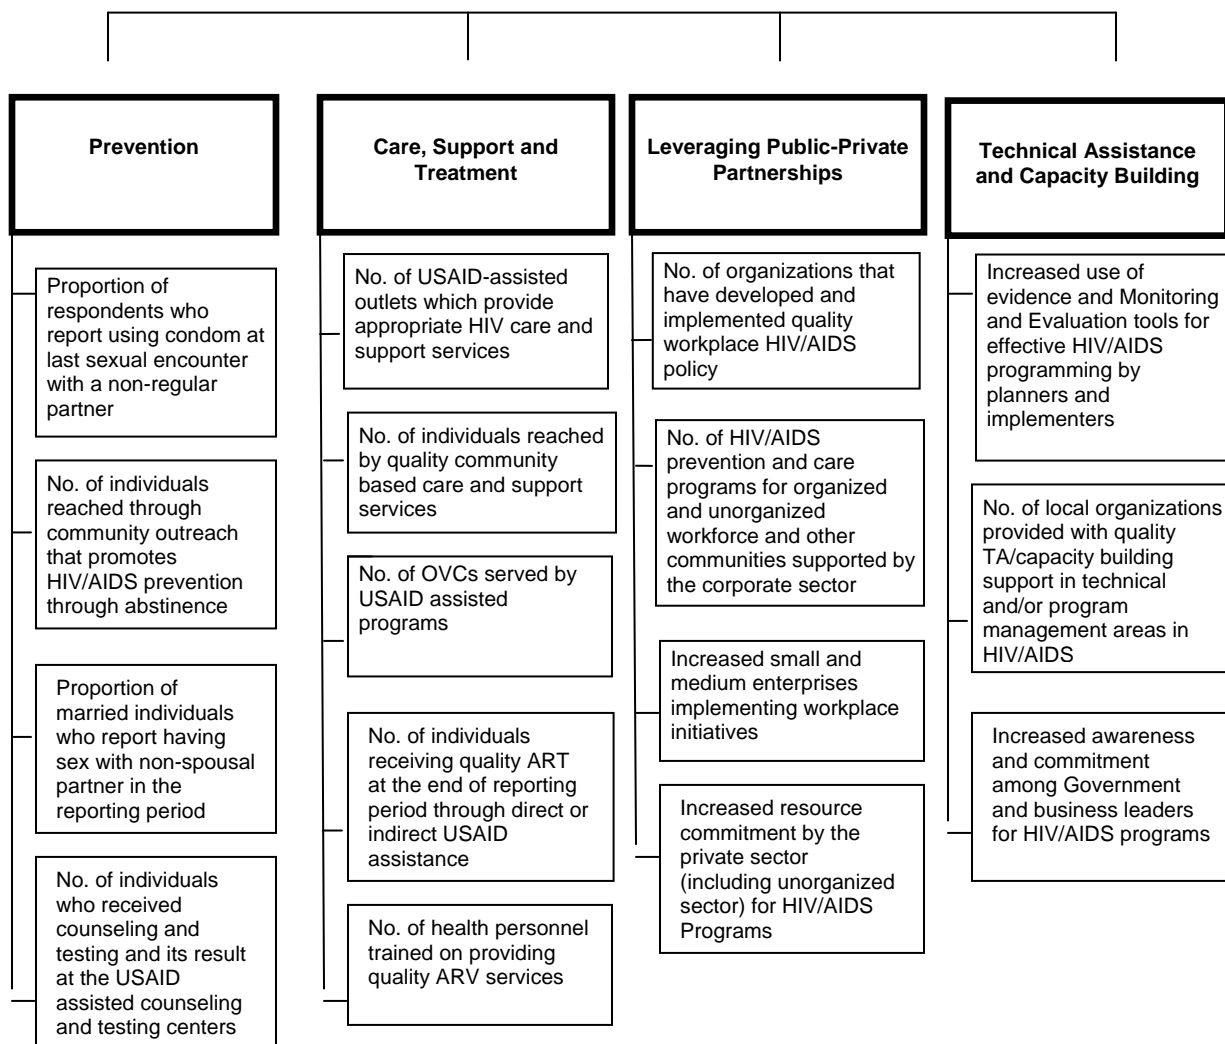 Prevention
Proportion of
respondents who
report using condom at
last sexual encounter
with a non-regular
partner
No. of individuals
reached through
community outreach
that promotes
HIV/AIDS prevention
through abstinence
Proportion of
married individuals
who report having
sex with non-spousal
partner in the
reporting period
No. of individuals
who received
counseling and
testing and its result
at the USAID
assisted counseling
and testing centers
Care, Support and
Treatment
No. of USAID-assisted
outlets which provide
appropriate HIV care and
support services
No. of individuals reached
by quality community
based care and support
services
No. of OVCs served by
USAID assisted
programs
No. of individuals
receiving quality ART
at the end of reporting
period through direct or
indirect USAID
assistance
No. of health personnel
trained on providing
quality ARV services
Leveraging Public-Private
Partnerships
No. of organizations that
have developed and
implemented quality
workplace HIV/AIDS
policy
No. of HIV/AIDS
prevention and care
programs for organized
and unorganized
workforce and other
communities supported by
the corporate sector
Increased small and
medium enterprises
implementing workplace
initiatives
Increased resource
commitment by the
private sector
(including unorganized
sector) for HIV/AIDS
Programs
Technical Assistance
and Capacity Building
Increased use of
evidence and Monitoring
and Evaluation tools for
effective HIV/AIDS
programming by
planners and
implementers
No. of local organizations
provided with quality
TA/capacity building
support in technical
and/or program
management areas in
HIV/AIDS
Increased awareness
and commitment
among Government
and business leaders
for HIV/AIDS programs